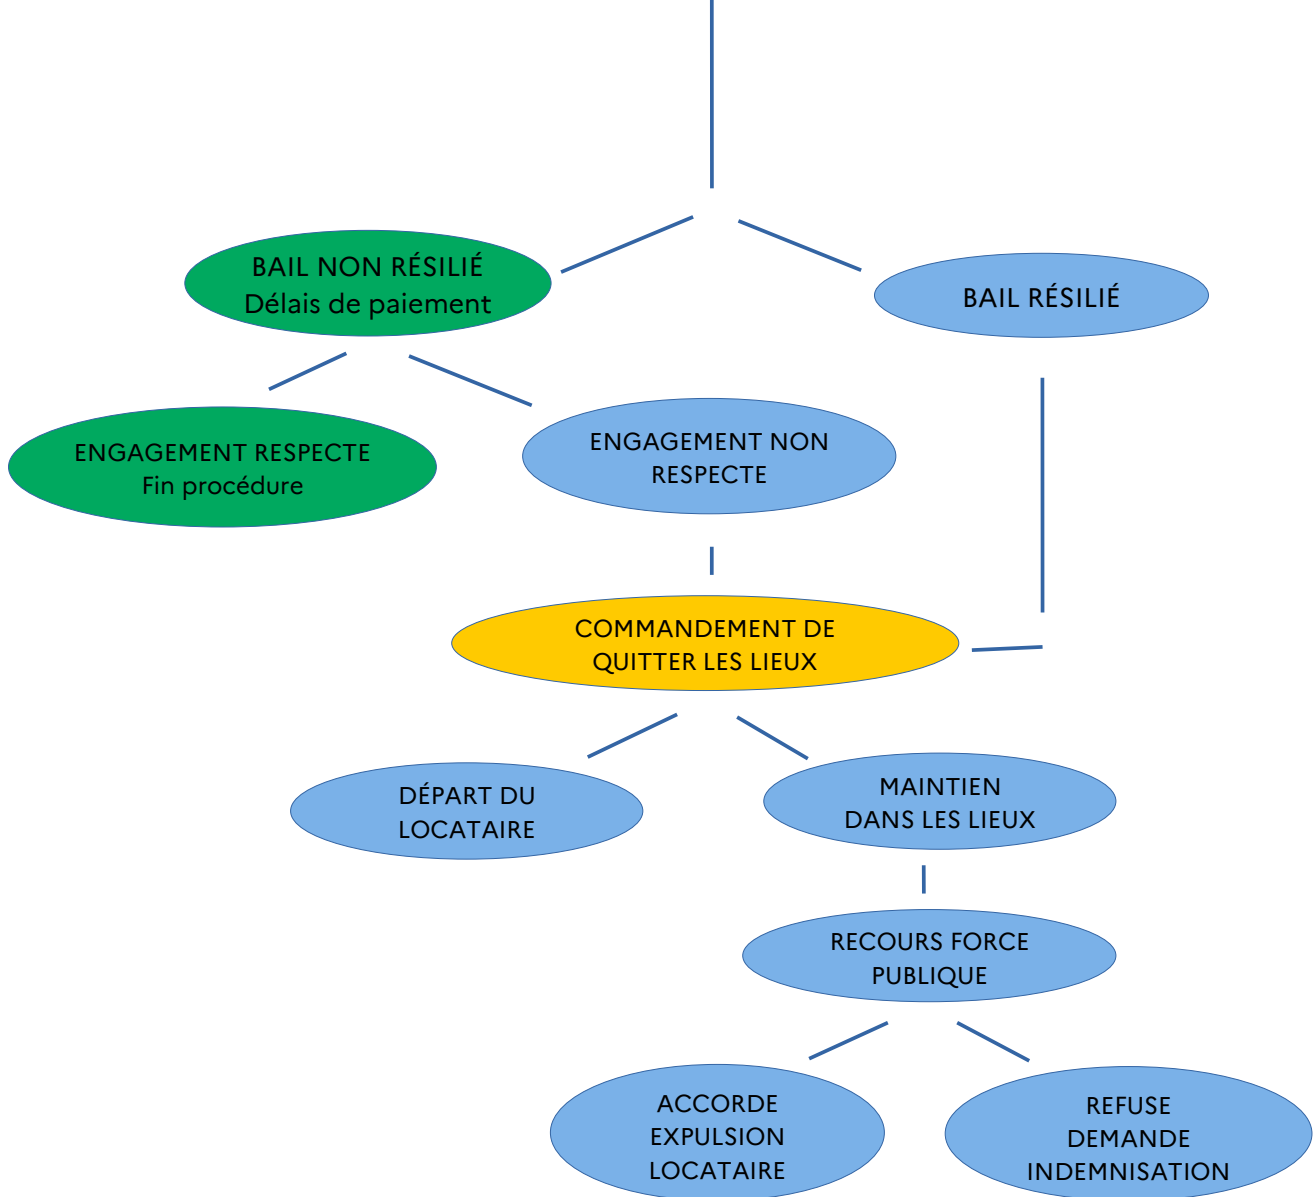 BAIL NON RÉSILIÉ
Délais de paiement
BAIL RÉSILIÉ
ENGAGEMENT RESPECTE
Fin procédure
ENGAGEMENT NON
RESPECTE
COMMANDEMENT DE
QUITTER LES LIEUX
DÉPART DU
LOCATAIRE
MAINTIEN
DANS LES LIEUX
RECOURS FORCE
PUBLIQUE
ACCORDE
EXPULSION
LOCATAIRE
REFUSE
DEMANDE
INDEMNISATION